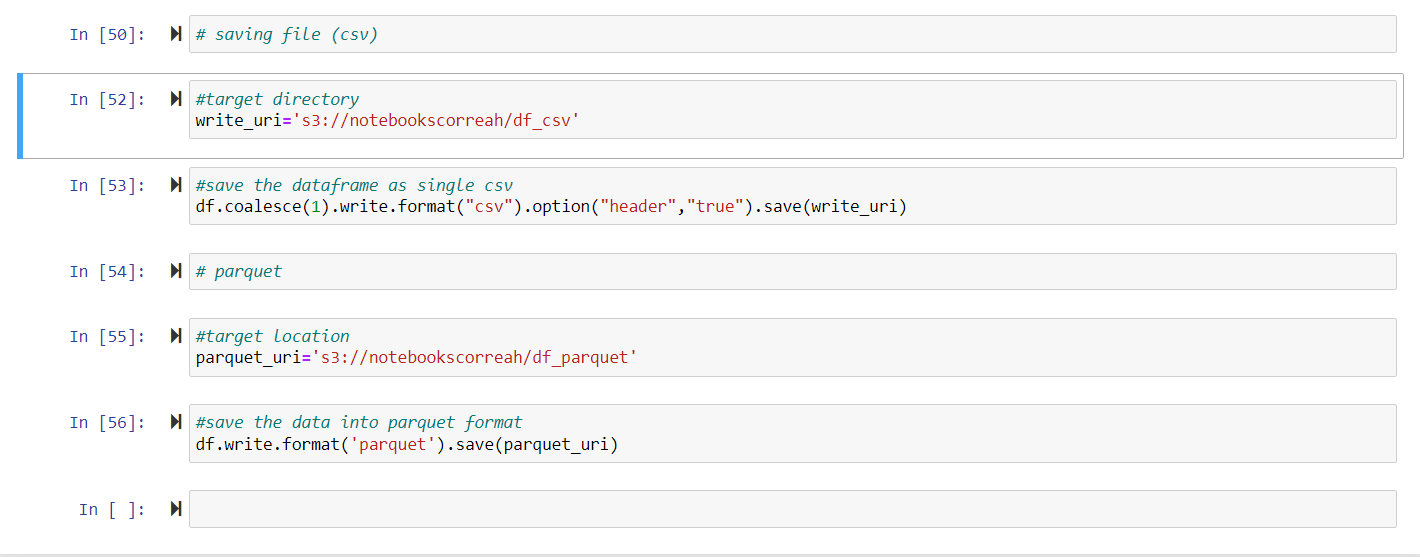 In [50]: # saving file (csv)
In [52]: #target directory
write_uri='s3://notebookscorreah/df_csv'
In [53]: #save the dataframe as single csv
df.coalesce(1).write.format("csv").option("header","true").save(write_uri)
In [54]: # parquet
In [55]: #target location
parquet_uri='s3://notebookscorreah/df_parquet'
In [56]: #save the data into parquet format
df.write.format('parquet').save(parquet_uri)
In [ ]: